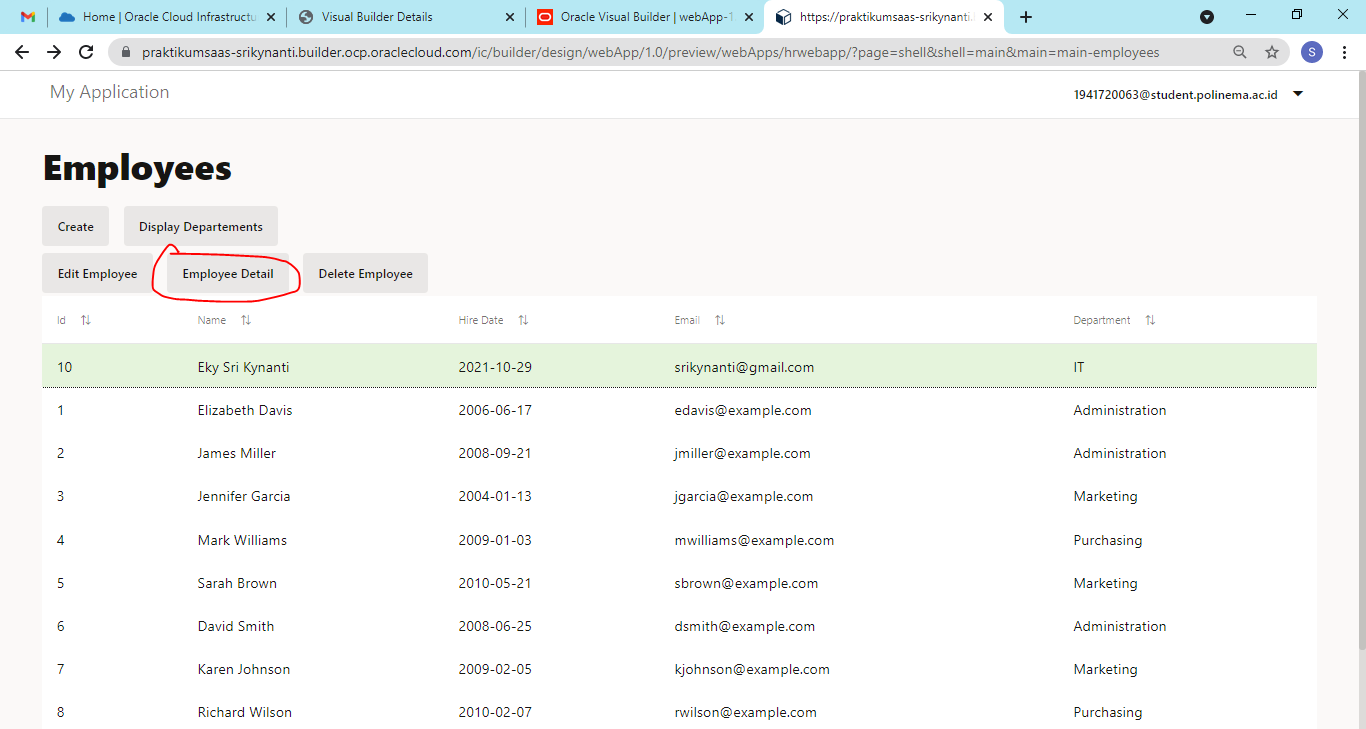 Home | Oracle Cloud Infrastructu
Visual Builder Details
Oracle Visual Builder | webApp-1
https://praktikumsaas-srikynanti.
praktikumsaas-srikynanti.builder.ocp.oraclecloud.com/ic/builder/design/webApp/1.0/preview/webApps/hrwebapp/?page=shell&shell=main&main=main-employees
S
My Application
1941720063@student.polinema.ac.id
Employees
Create Display Departements
Edit Employee Employee Detail Delete Employee
Id Name Hire Date Email Department
10 Eky Sri Kynanti 2021-10-29 srikynanti@gmail.com IT
1 Elizabeth Davis 2006-06-17 edavis@example.com Administration
2 James Miller 2008-09-21 jmiller@example.com Administration
3 Jennifer Garcia 2004-01-13 jgarcia@example.com Marketing
4 Mark Williams 2009-01-03 mwilliams@example.com Purchasing
5 Sarah Brown 2010-05-21 sbrown@example.com Marketing
6 David Smith 2008-06-25 dsmith@example.com Administration
7 Karen Johnson 2009-02-05 kjohnson@example.com Marketing
8 Richard Wilson 2010-02-07 rwilson@example.com Purchasing